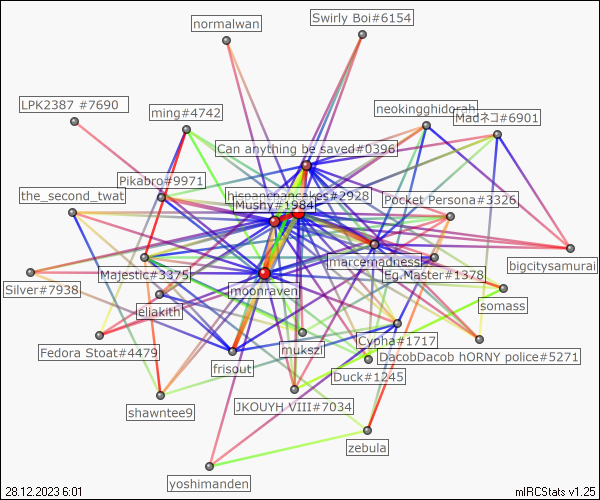 normalwan
Swirly Boi#6154
LPK2387 #7690
ming#4742
neokingghidorah
Madネコ#6901
Can anything be saved#0396
Pikabro#9971
the_second_twat
hispanchancakes#2928
Mushy#1984
Pocket Persona#3326
marcemadness
bigcitysamurai
Majestic#3375
Eg.Master#1378
Silver#7938
moonraven
somass
eliakith
Cypha#1717
Fedora Stoat#4479
mukszi
DacobDacob hORNY police#5271
frisout
Duck#1245
shawntee9
JKOUYH VIII#7034
zebula
yoshimanden
28.12.2023 6:01
mIRCStats v1.25